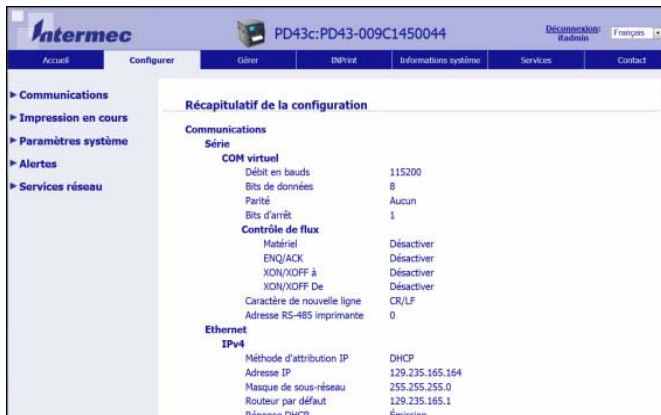 Intermec
PD43c:PD43-009C1450044
Déconnexion:
itadmin
Français
Accueil
Configurer
Gérer
INPrint
Informations système
Services
Contact
Communications
Impression en cours
Paramètres système
Alertes
Services réseau
Récapitulatif de la configuration
Communications
Série
COM virtuel
Débit en bauds 115200
Bits de données 8
Parité Aucun
Bits d'arrêt 1
Contrôle de flux
Matériel Désactiver
ENQ/ACK Désactiver
XON/XOFF à Désactiver
XON/XOFF De Désactiver
Caractère de nouvelle ligne CR/LF
Adresse RS-485 imprimante 0
Ethernet
IPv4
Méthode d'attribution IP DHCP
Adresse IP 129.235.165.164
Masque de sous-réseau 255.255.255.0
Routeur par défaut 129.235.165.1
Réponse DHCP Émission